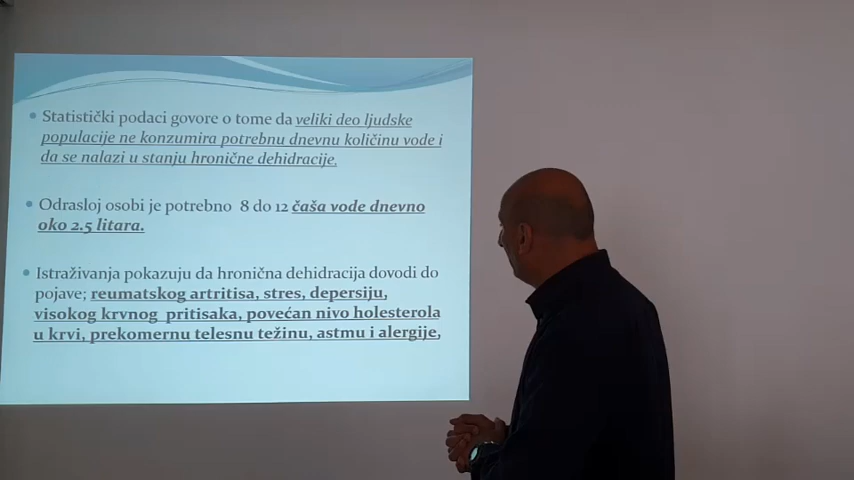 Statistički podaci govore o tome da veliki deo ljudske
populacije ne konzumira potrebnu dnevnu količinu vode i
da se nalazi u stanju hronične dehidracije.
Odrasloj osobi je potrebno 8 do 12 čaša vode dnevno
oko 2.5 litara.
Istraživanja pokazuju da hronična dehidracija dovodi do
pojave; reumatskog artritisa, stres, depersiju,
visokog krvnog pritisaka, povećan nivo holesterola
u krvi, prekomernu telesnu težinu, astmu i alergije,